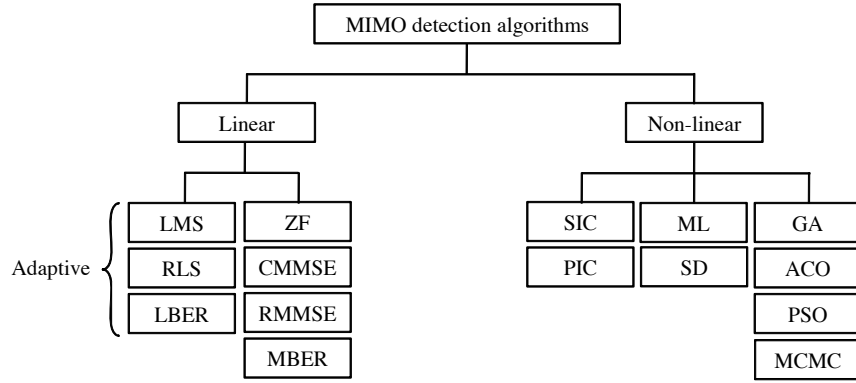 MIMO detection algorithms
Linear
Non-linear
Adaptive
LMS
RLS
LBER
ZF
CMMSE
RMMSE
MBER
SIC
PIC
ML
SD
GA
ACO
PSO
MCMC